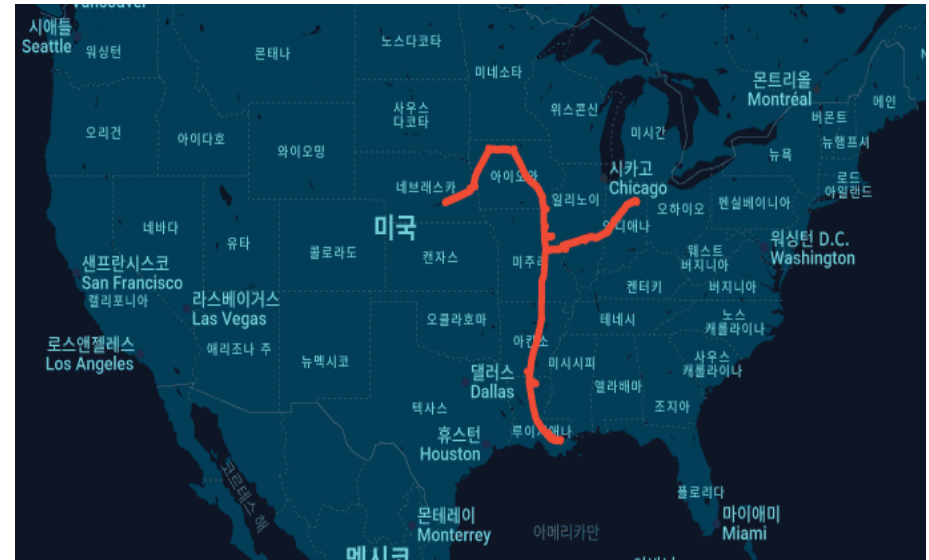 Vancouver
시애틀
Seattle
워싱턴
몬태나
노스다코타
미네소타
몬트리올
Montréal
메인
오리건
아이다호
사우스
다코타
위스콘신
미시간
버몬트
뉴햄프셔
와이오밍
뉴욕
네브래스카
아이오와
시카고
Chicago
로드
아일랜드
일리노이
오하이오
펜실베이니아
네바다
미국
인디애나
유타
콜로라도
캔자스
미주리
웨스트
버지니아
워싱턴 D.C.
Washington
샌프란시스코
San Francisco
캘리포니아
켄터키
버지니아
라스베이거스
Las Vegas
오클라호마
테네시
노스
캐롤라이나
로스앤젤레스
Los Angeles
애리조나 주
뉴멕시코
아칸소
미시시피
사우스
캐롤라이나
댈러스
Dallas
앨라배마
텍사스
조지아
휴스턴
Houston
루이지애나
코르테스 해
플로리다
몬테레이
Monterrey
아메리카만
마이애미
Miami
멕시코